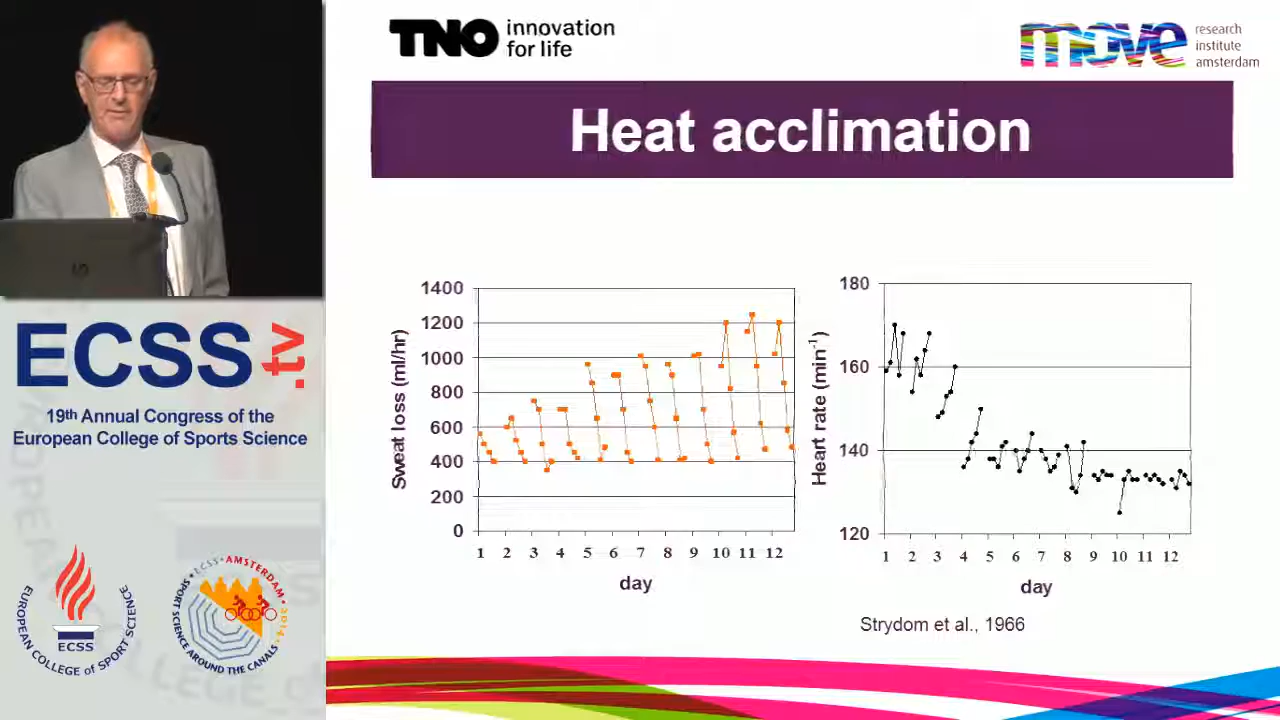 TNO innovation
for life
move research
institute
amsterdam
Heat acclimation
1400
1200
1000
800
600
400
200
0
Sweat loss (ml/hr)
1 2 3 4 5 6 7 8 9 10 11 12
day
180
160
140
120
Heart rate (min-1)
1 2 3 4 5 6 7 8 9 10 11 12
day
Strydom et al., 1966
ECSS.tv
19th Annual Congress of the
European College of Sports Science
EUROPEAN COLLEGE of SPORT SCIENCE
ECSS
ECSS · AMSTERDAM 2014
SPORT SCIENCE AROUND THE CANALS